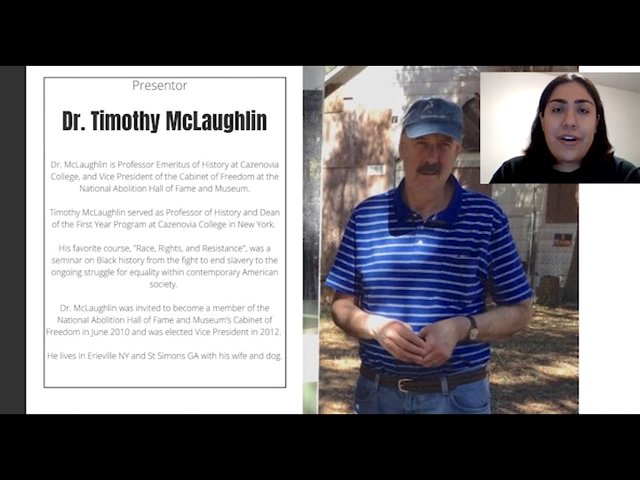 Presentor
Dr. Timothy McLaughlin
Dr. McLaughlin is Professor Emeritus of History at Cazenovia
College, and Vice President of the Cabinet of Freedom at the
National Abolition Hall of Fame and Museum.
Timothy McLaughlin served as Professor of History and Dean
of the First Year Program at Cazenovia College in New York.
His favorite course, "Race, Rights, and Resistance", was a
seminar on Black history from the fight to end slavery to the
ongoing struggle for equality within contemporary American
society.
Dr. McLaughlin was invited to become a member of the
National Abolition Hall of Fame and Museum's Cabinet of
Freedom in June 2010 and was elected Vice President in 2012.
He lives in Erieville NY and St Simons GA with his wife and dog.